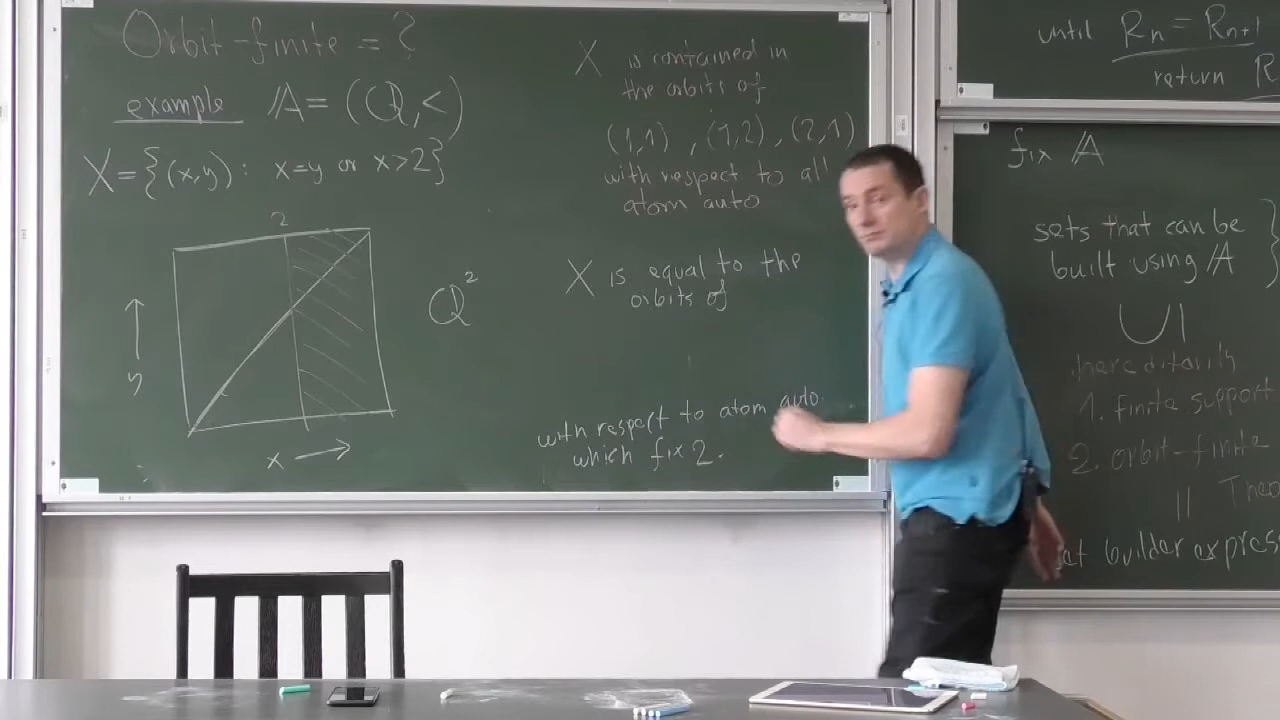 Orbit-finite = ?
example 𝔸 = (Q, <)
X = {(x,y) : x=y or x>2}
2
y
x
Q²
X is contained in
the orbits of
(1,1) , (1,2) , (2,1)
with respect to all
atom auto
X is equal to the
orbits of
with respect to atom auto.
which fix 2.
until Rn = Rn+1
return R
fix 𝔸
sets that can be
built using 𝔸
hereditarily
1. finite support
2. orbit-finite
set builder expres